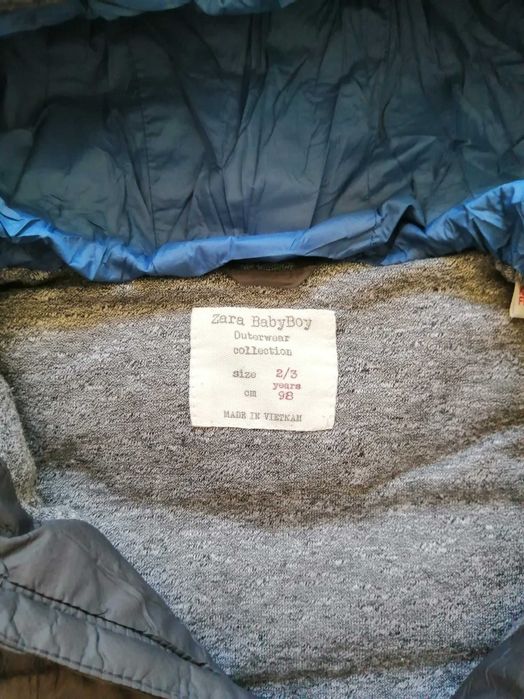 Zara BabyBoy
Outerwear
collection
size 2/3
years
cm 98
MADE IN VIETNAM